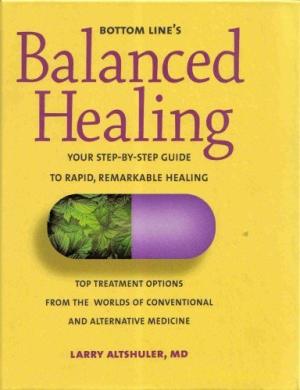 BOTTOM LINE'S
Balanced
Healing
YOUR STEP-BY-STEP GUIDE
TO RAPID, REMARKABLE HEALING
TOP TREATMENT OPTIONS
FROM THE WORLDS OF CONVENTIONAL
AND ALTERNATIVE MEDICINE
LARRY ALTSHULER, MD